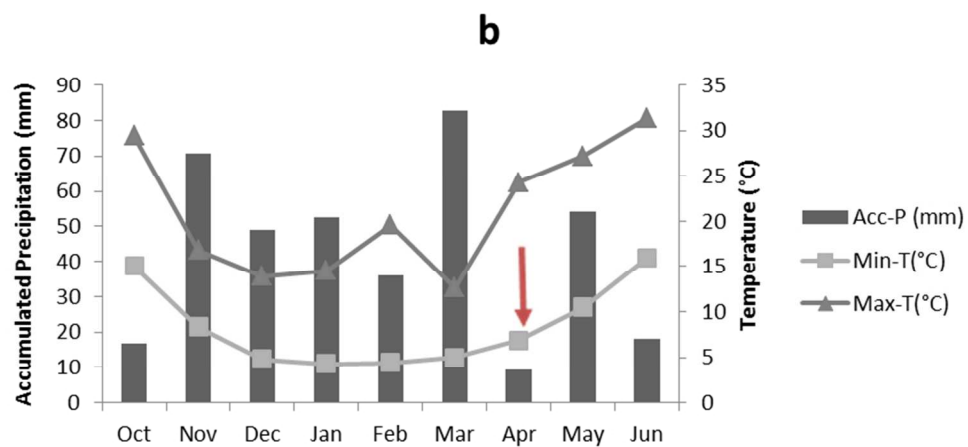 b
Accumulated Precipitation (mm)
90
80
70
60
50
40
30
20
10
0
35
30
25
20
15
10
5
0
Temperature (°C)
Oct Nov Dec Jan Feb Mar Apr May Jun
Acc-P (mm)
Min-T(°C)
Max-T(°C)